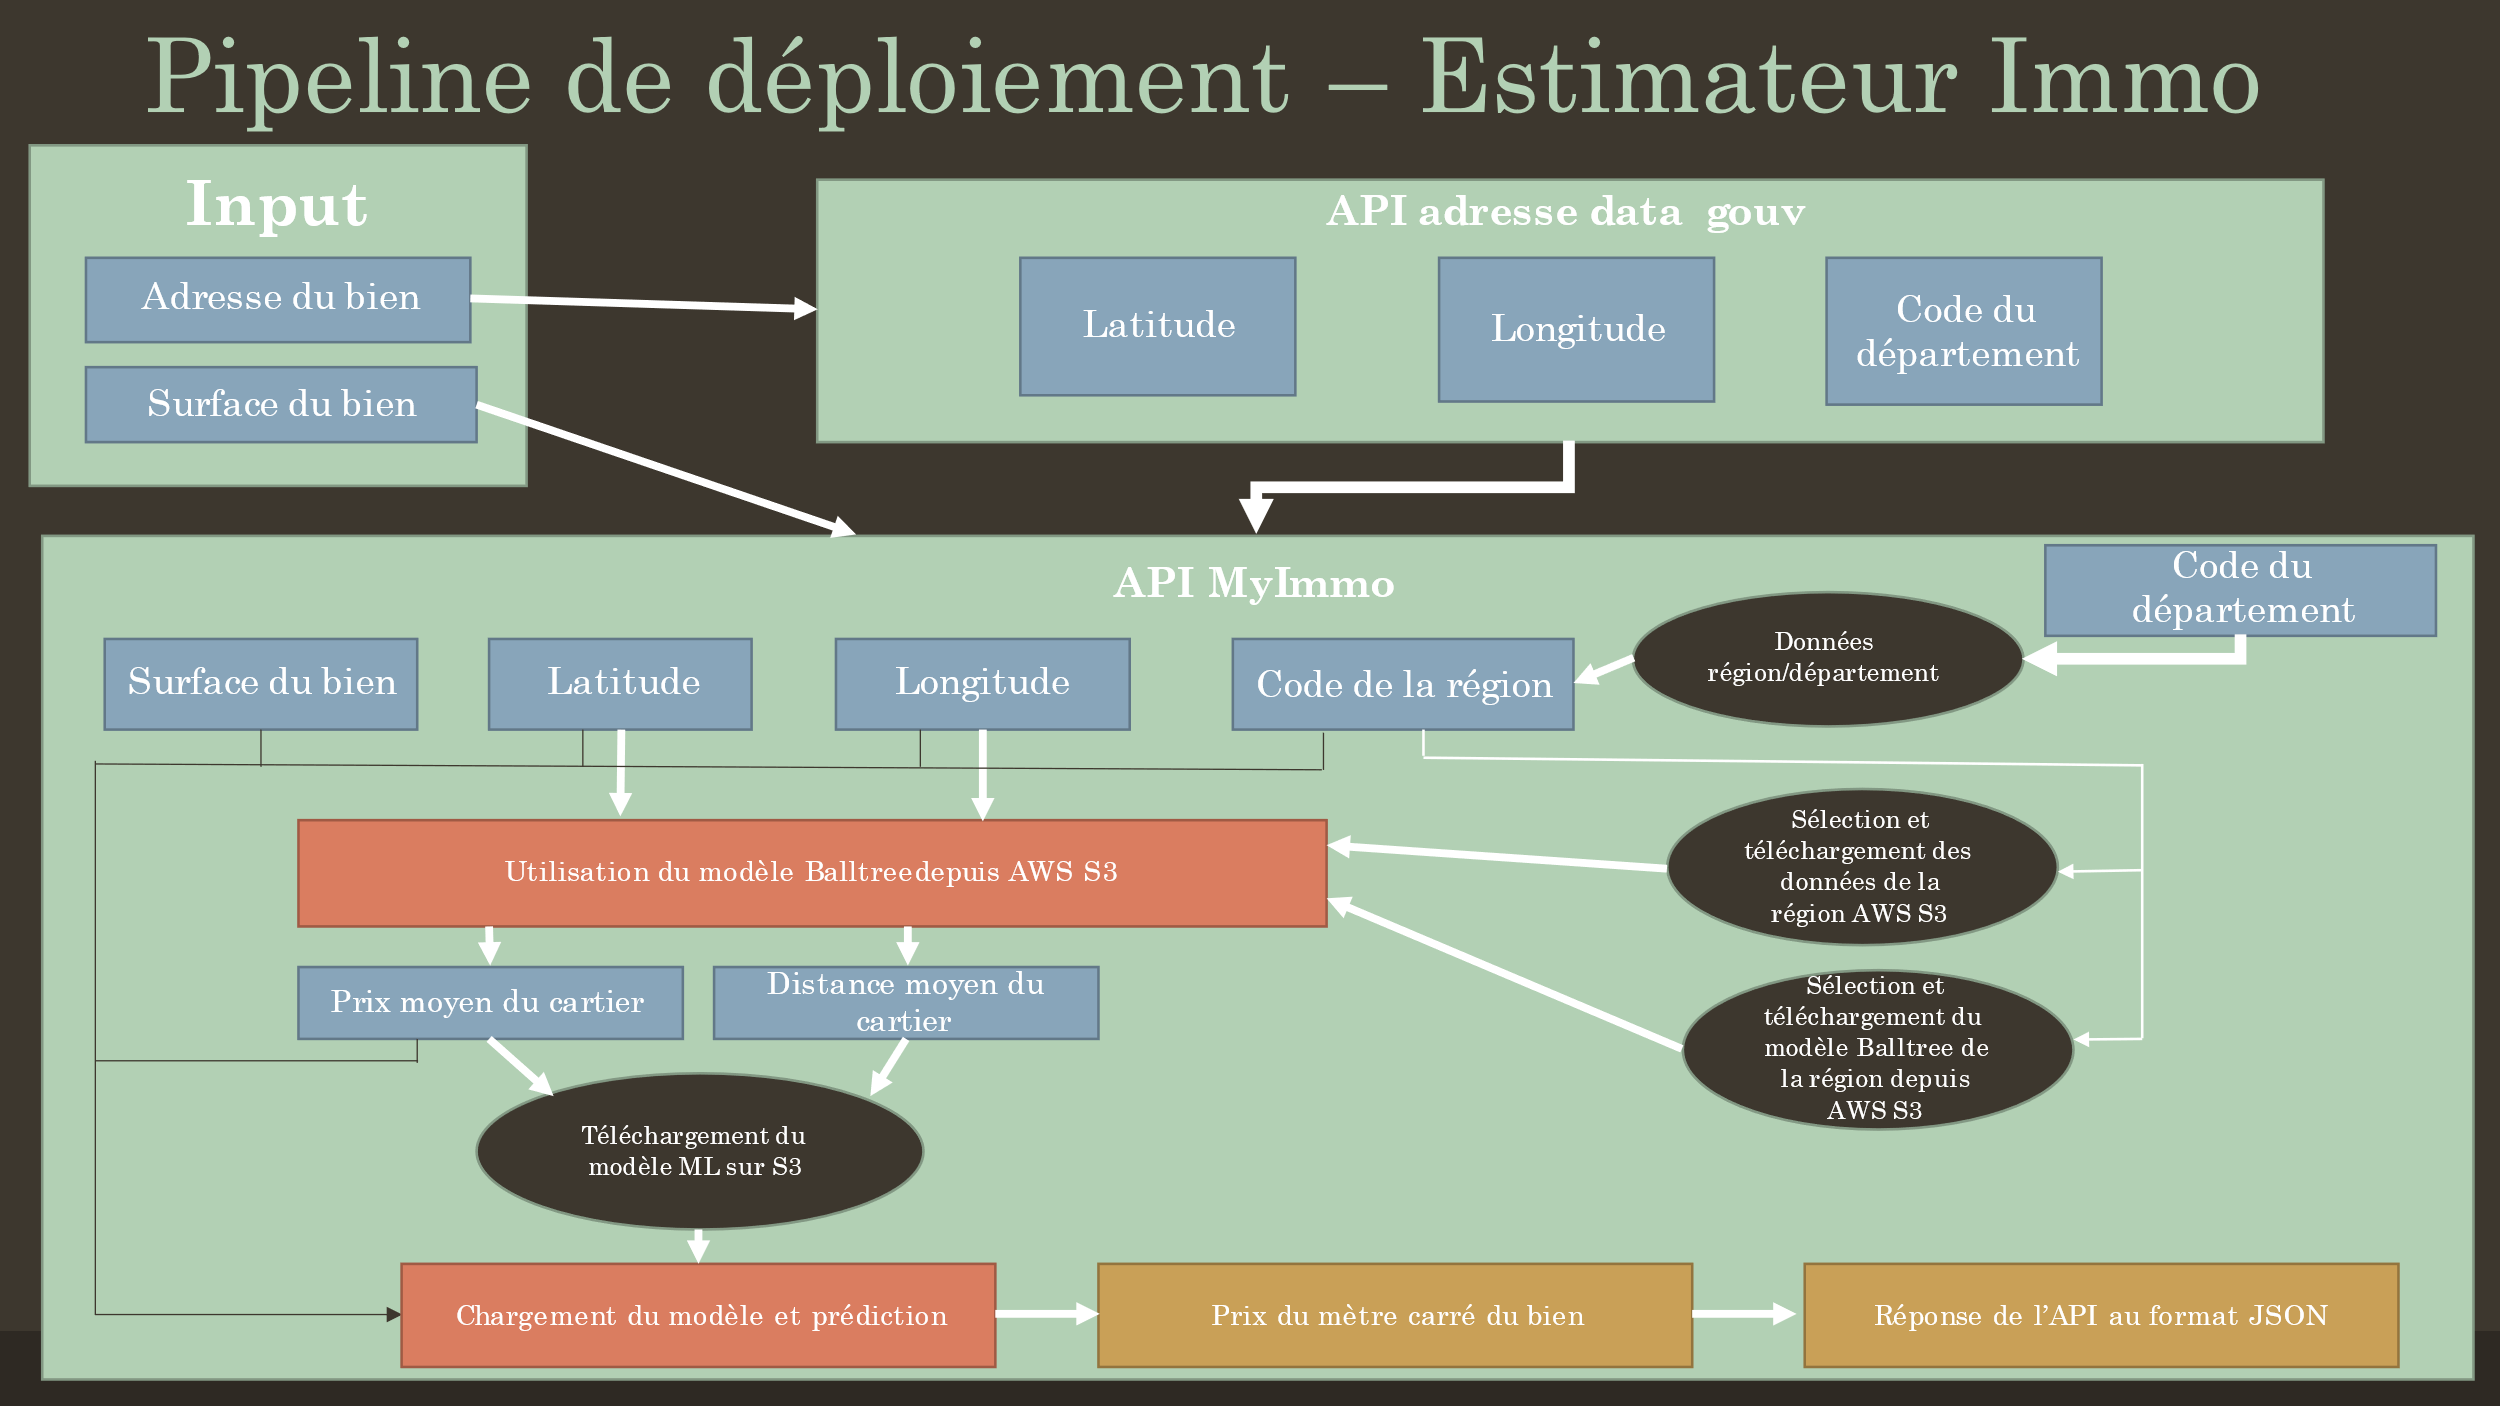 Pipeline de déploiement – Estimateur Immo
Input
Adresse du bien
Surface du bien
API adresse data  gouv
Latitude
Longitude
Code du
département
API MyImmo
Code du
département
Données
région/département
Surface du bien
Latitude
Longitude
Code de la région
Utilisation du modèle Balltreedepuis AWS S3
Sélection et
téléchargement des
données de la
région AWS S3
Prix moyen du cartier
Distance moyen du
cartier
Sélection et
téléchargement du
modèle Balltree de
la région depuis
AWS S3
Téléchargement du
modèle ML sur S3
Chargement du modèle et prédiction
Prix du mètre carré du bien
Réponse de l’API au format JSON